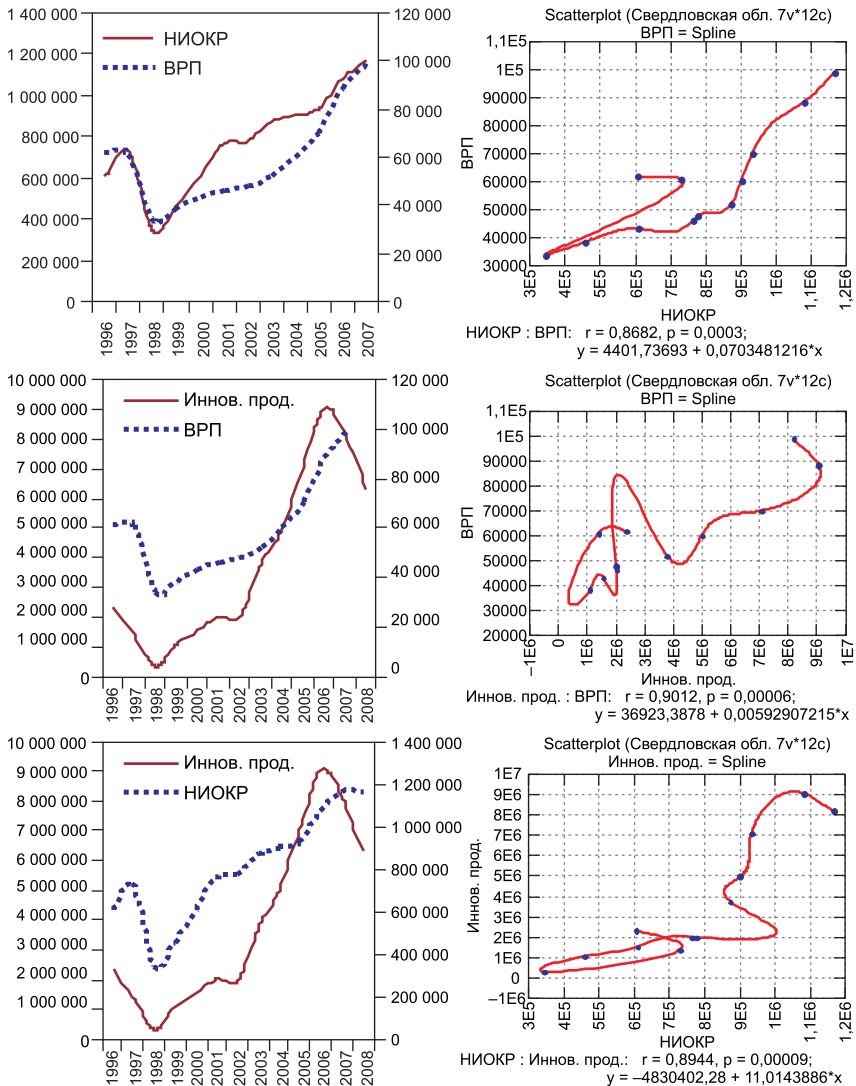 1 400 000
1 200 000
1 000 000
800 000
600 000
400 000
200 000
0
НИОКР
ВРП
120 000
100 000
80 000
60 000
40 000
20 000
0
1996
1997
1998
1999
2000
2001
2002
2003
2004
2005
2006
2007
Scatterplot (Свердловская обл. 7v*12c)
ВРП = Spline
1,1E5
1E5
90000
80000
70000
60000
50000
40000
30000
ВРП
3E5
4E5
5E5
6E5
7E5
8E5
9E5
1E6
1,1E6
1,2E6
НИОКР
НИОКР : ВРП: r = 0,8682, p = 0,0003;
y = 4401,73693 + 0,0703481216*x
10 000 000
9 000 000
8 000 000
7 000 000
6 000 000
5 000 000
4 000 000
3 000 000
2 000 000
1 000 000
0
Иннов. прод.
ВРП
120 000
100 000
80 000
60 000
40 000
20 000
0
1996
1997
1998
1999
2000
2001
2002
2003
2004
2005
2006
2007
2008
Scatterplot (Свердловская обл. 7v*12c)
ВРП = Spline
1,1E5
1E5
90000
80000
70000
60000
50000
40000
30000
20000
ВРП
–1E6
0
1E6
2E6
3E6
4E6
5E6
6E6
7E6
8E6
9E6
1E7
Иннов. прод.
Иннов. прод. : ВРП: r = 0,9012, p = 0,00006;
y = 36923,3878 + 0,00592907215*x
10 000 000
9 000 000
8 000 000
7 000 000
6 000 000
5 000 000
4 000 000
3 000 000
2 000 000
1 000 000
0
Иннов. прод.
НИОКР
1 400 000
1 200 000
1 000 000
800 000
600 000
400 000
200 000
0
1996
1997
1998
1999
2000
2001
2002
2003
2004
2005
2006
2007
2008
Scatterplot (Свердловская обл. 7v*12c)
Иннов. прод. = Spline
1E7
9E6
8E6
7E6
6E6
5E6
4E6
3E6
2E6
1E6
0
–1E6
Иннов. прод.
3E5
4E5
5E5
6E5
7E5
8E5
9E5
1E6
1,1E6
1,2E6
НИОКР
НИОКР : Иннов. прод.: r = 0,8944, p = 0,00009;
y = –4830402,28 + 11,0143886*x